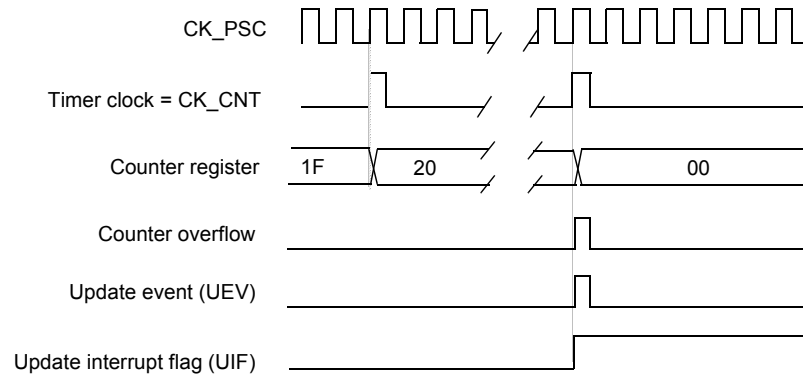 CK_PSC
Timer clock = CK_CNT
Counter register
1F
20
00
Counter overflow
Update event (UEV)
Update interrupt flag (UIF)